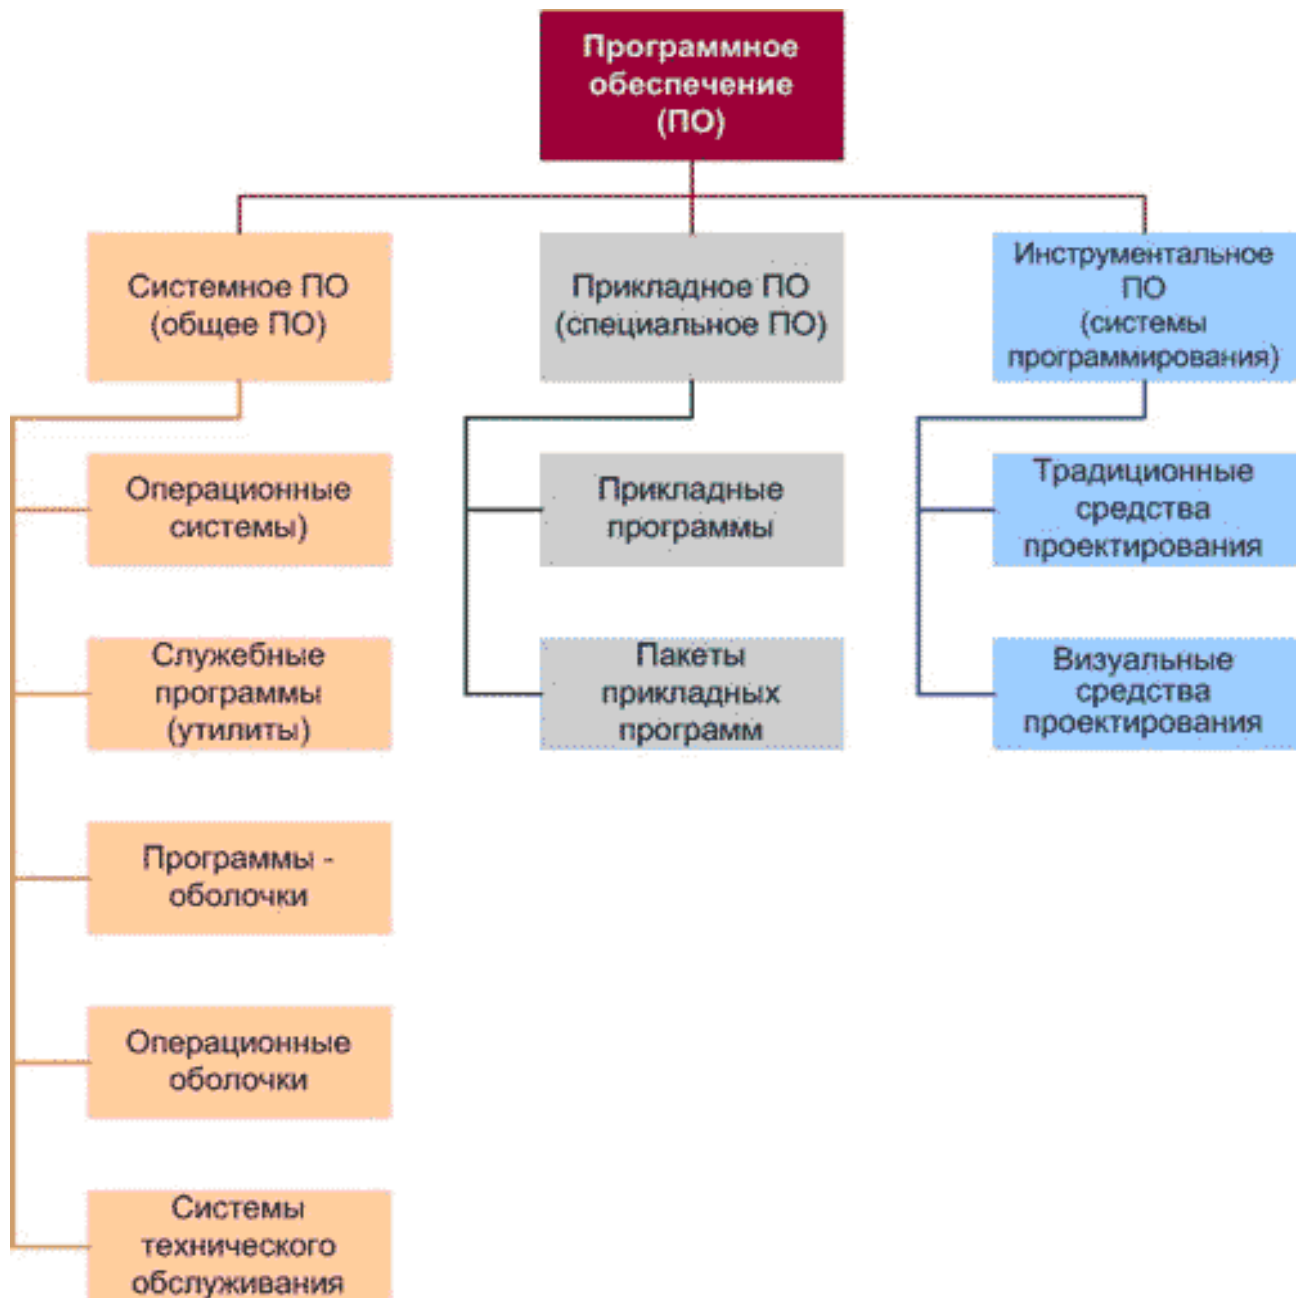 Программное
обеспечение
(ПО)
Системное ПО
(общее ПО)
Прикладное ПО
(специальное ПО)
Инструментальное
ПО
(системы
программирования)
Операционные
системы)
Прикладные
программы
Традиционные
средства
проектирования
Служебные
программы
(утилиты)
Пакеты
прикладных
программ
Визуальные
средства
проектирования
Программы -
оболочки
Операционные
оболочки
Системы
технического
обслуживания